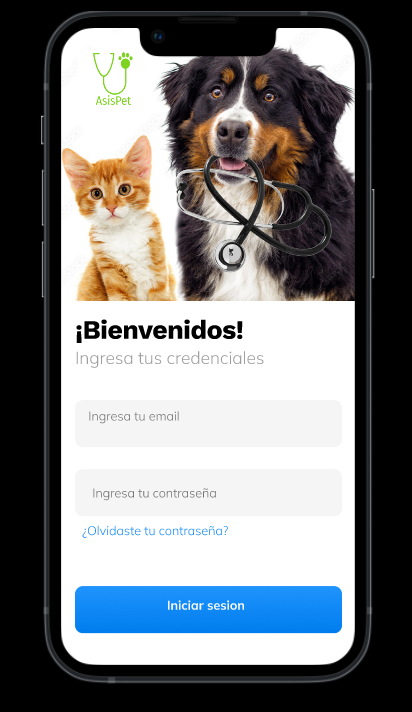 AsisPet
¡Bienvenidos!
Ingresa tus credenciales
Ingresa tu email
Ingresa tu contraseña
¿Olvidaste tu contraseña?
Iniciar sesion